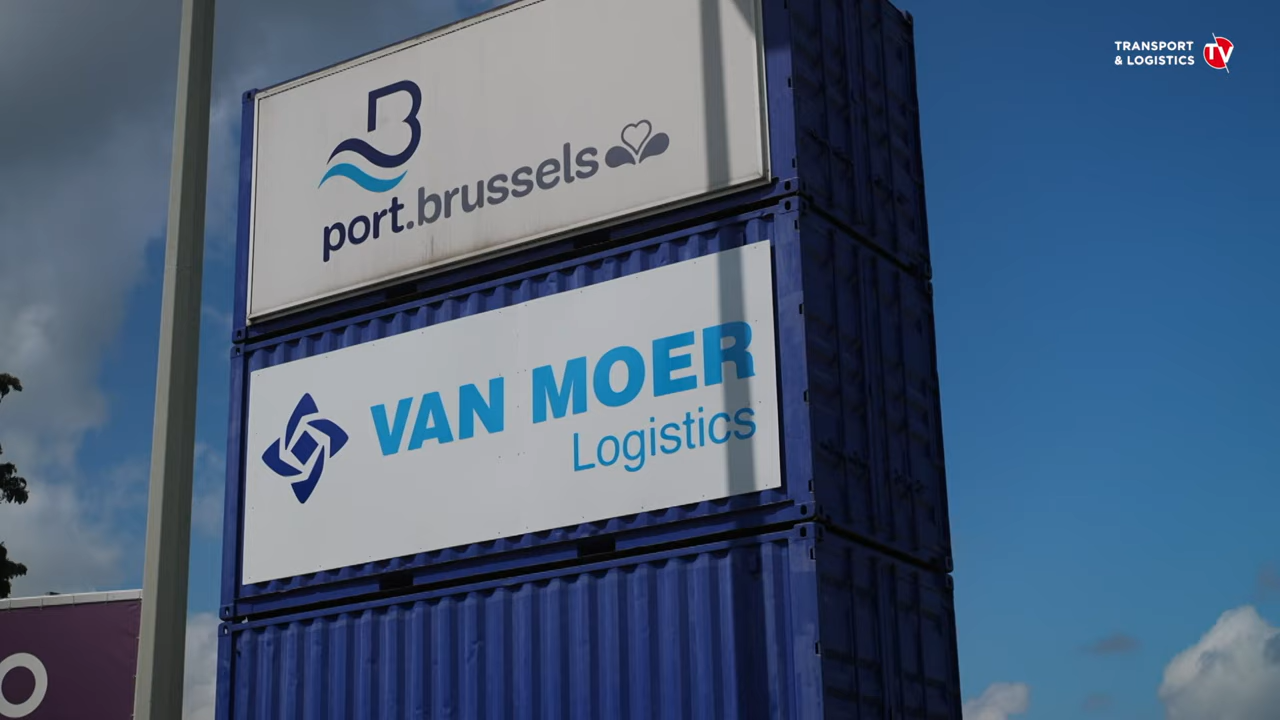 TRANSPORT
& LOGISTICS TV
port.brussels
VAN MOER
Logistics
O